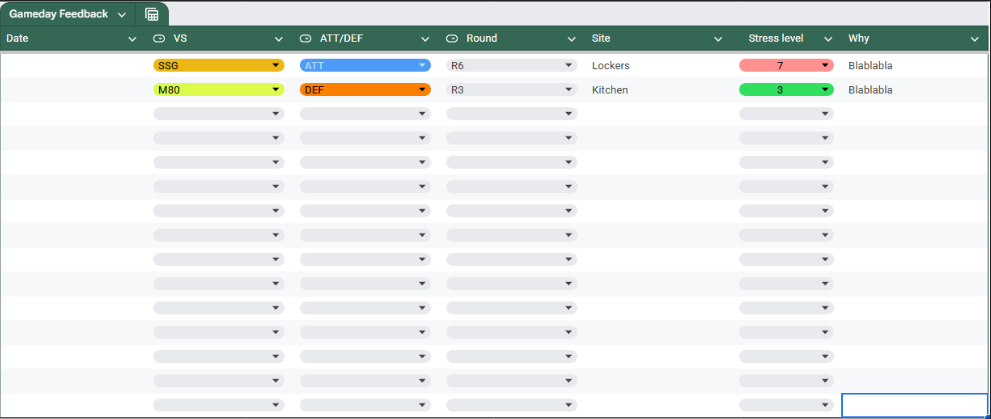 Gameday Feedback
Date VS ATT/DEF Round Site Stress level Why
SSG ATT R6 Lockers 7 Blablabla
M80 DEF R3 Kitchen 3 Blablabla